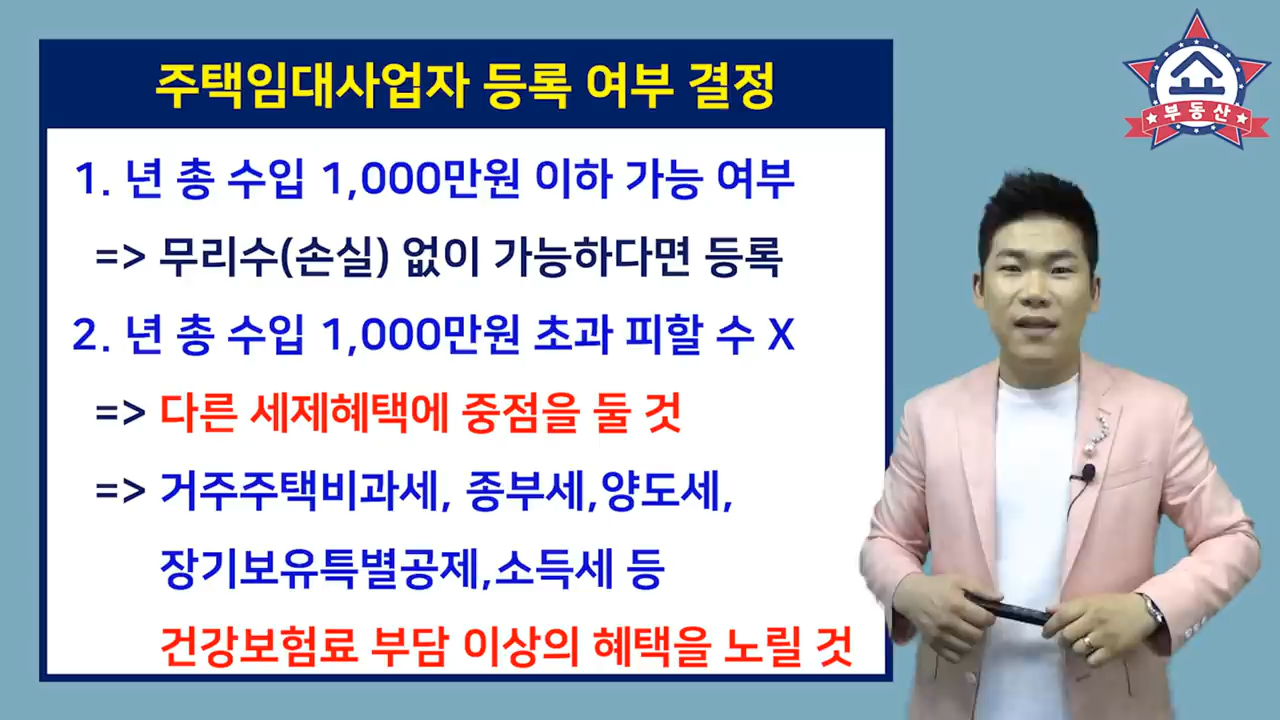 주택임대사업자 등록 여부 결정
1. 년 총 수입 1,000만원 이하 가능 여부
=> 무리수(손실) 없이 가능하다면 등록
2. 년 총 수입 1,000만원 초과 피할 수 X
=> 다른 세제혜택에 중점을 둘 것
=> 거주주택비과세, 종부세,양도세,
장기보유특별공제,소득세 등
건강보험료 부담 이상의 혜택을 노릴 것
쇼
부동산